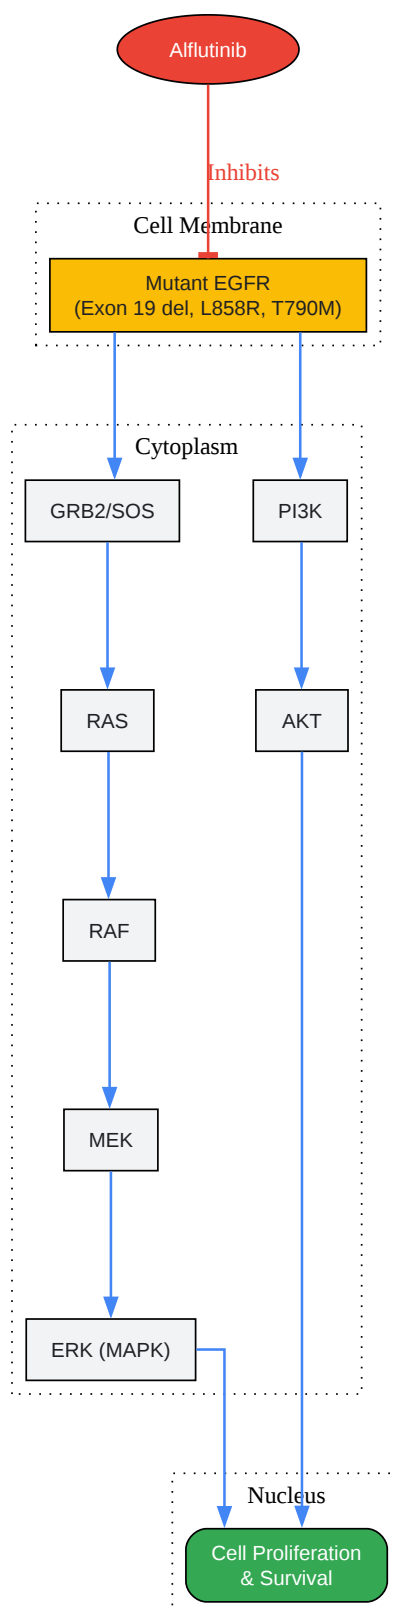 Alflutinib
Inhibits
Cell Membrane
Mutant EGFR
(Exon 19 del, L858R, T790M)
Cytoplasm
GRB2/SOS
PI3K
RAS
AKT
RAF
MEK
ERK (MAPK)
Nucleus
Cell Proliferation
& Survival